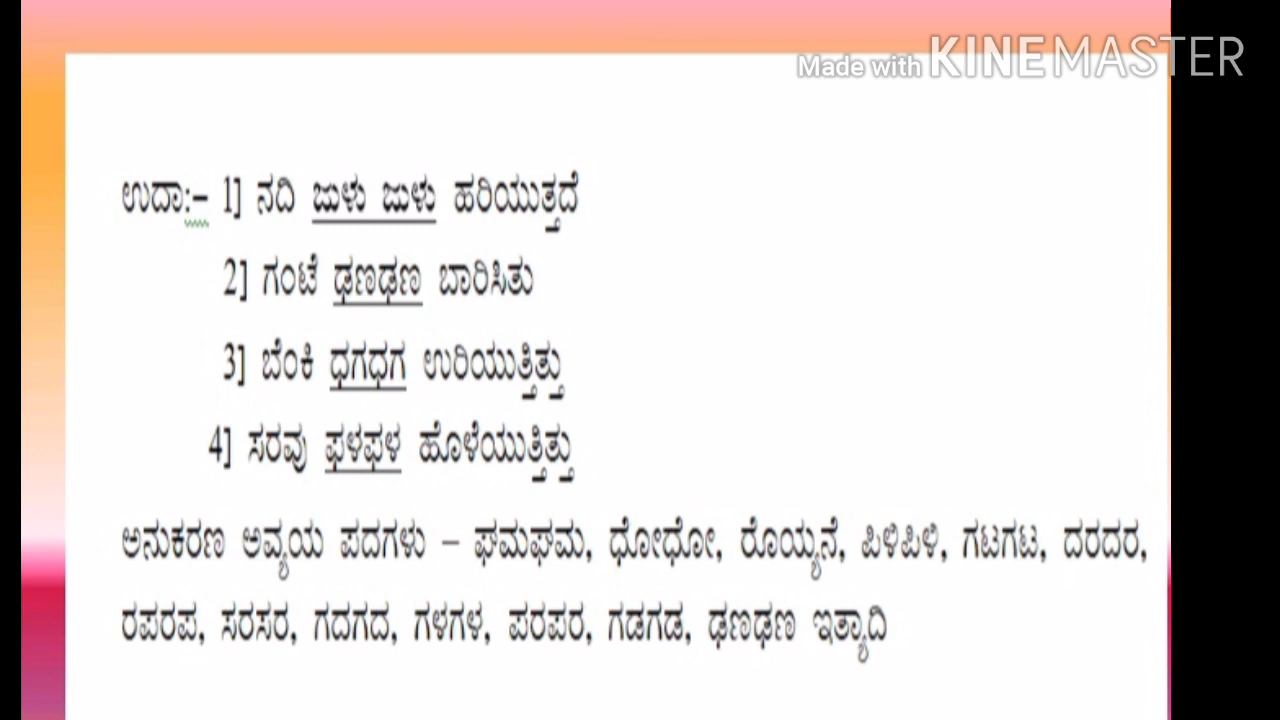 Made with KINEMASTER
ಉದಾ:– 1] ನದಿ ಜುಳು ಜುಳು ಹರಿಯುತ್ತದೆ
2] ಗಂಟೆ ಢಣಢಣ ಬಾರಿಸಿತು
3] ಬೆಂಕಿ ಧಗಧಗ ಉರಿಯುತ್ತಿತ್ತು
4] ಸರವು ಫಳಫಳ ಹೊಳೆಯುತ್ತಿತ್ತು
ಅನುಕರಣ ಅವ್ಯಯ ಪದಗಳು – ಘಮಘಮ, ಧೋಧೋ, ರೊಯ್ಯನೆ, ಪಿಳಿಪಿಳಿ, ಗಟಗಟ, ದರದರ,
ರಪರಪ, ಸರಸರ, ಗದಗದ, ಗಳಗಳ, ಪರಪರ, ಗಡಗಡ, ಢಣಢಣ ಇತ್ಯಾದಿ